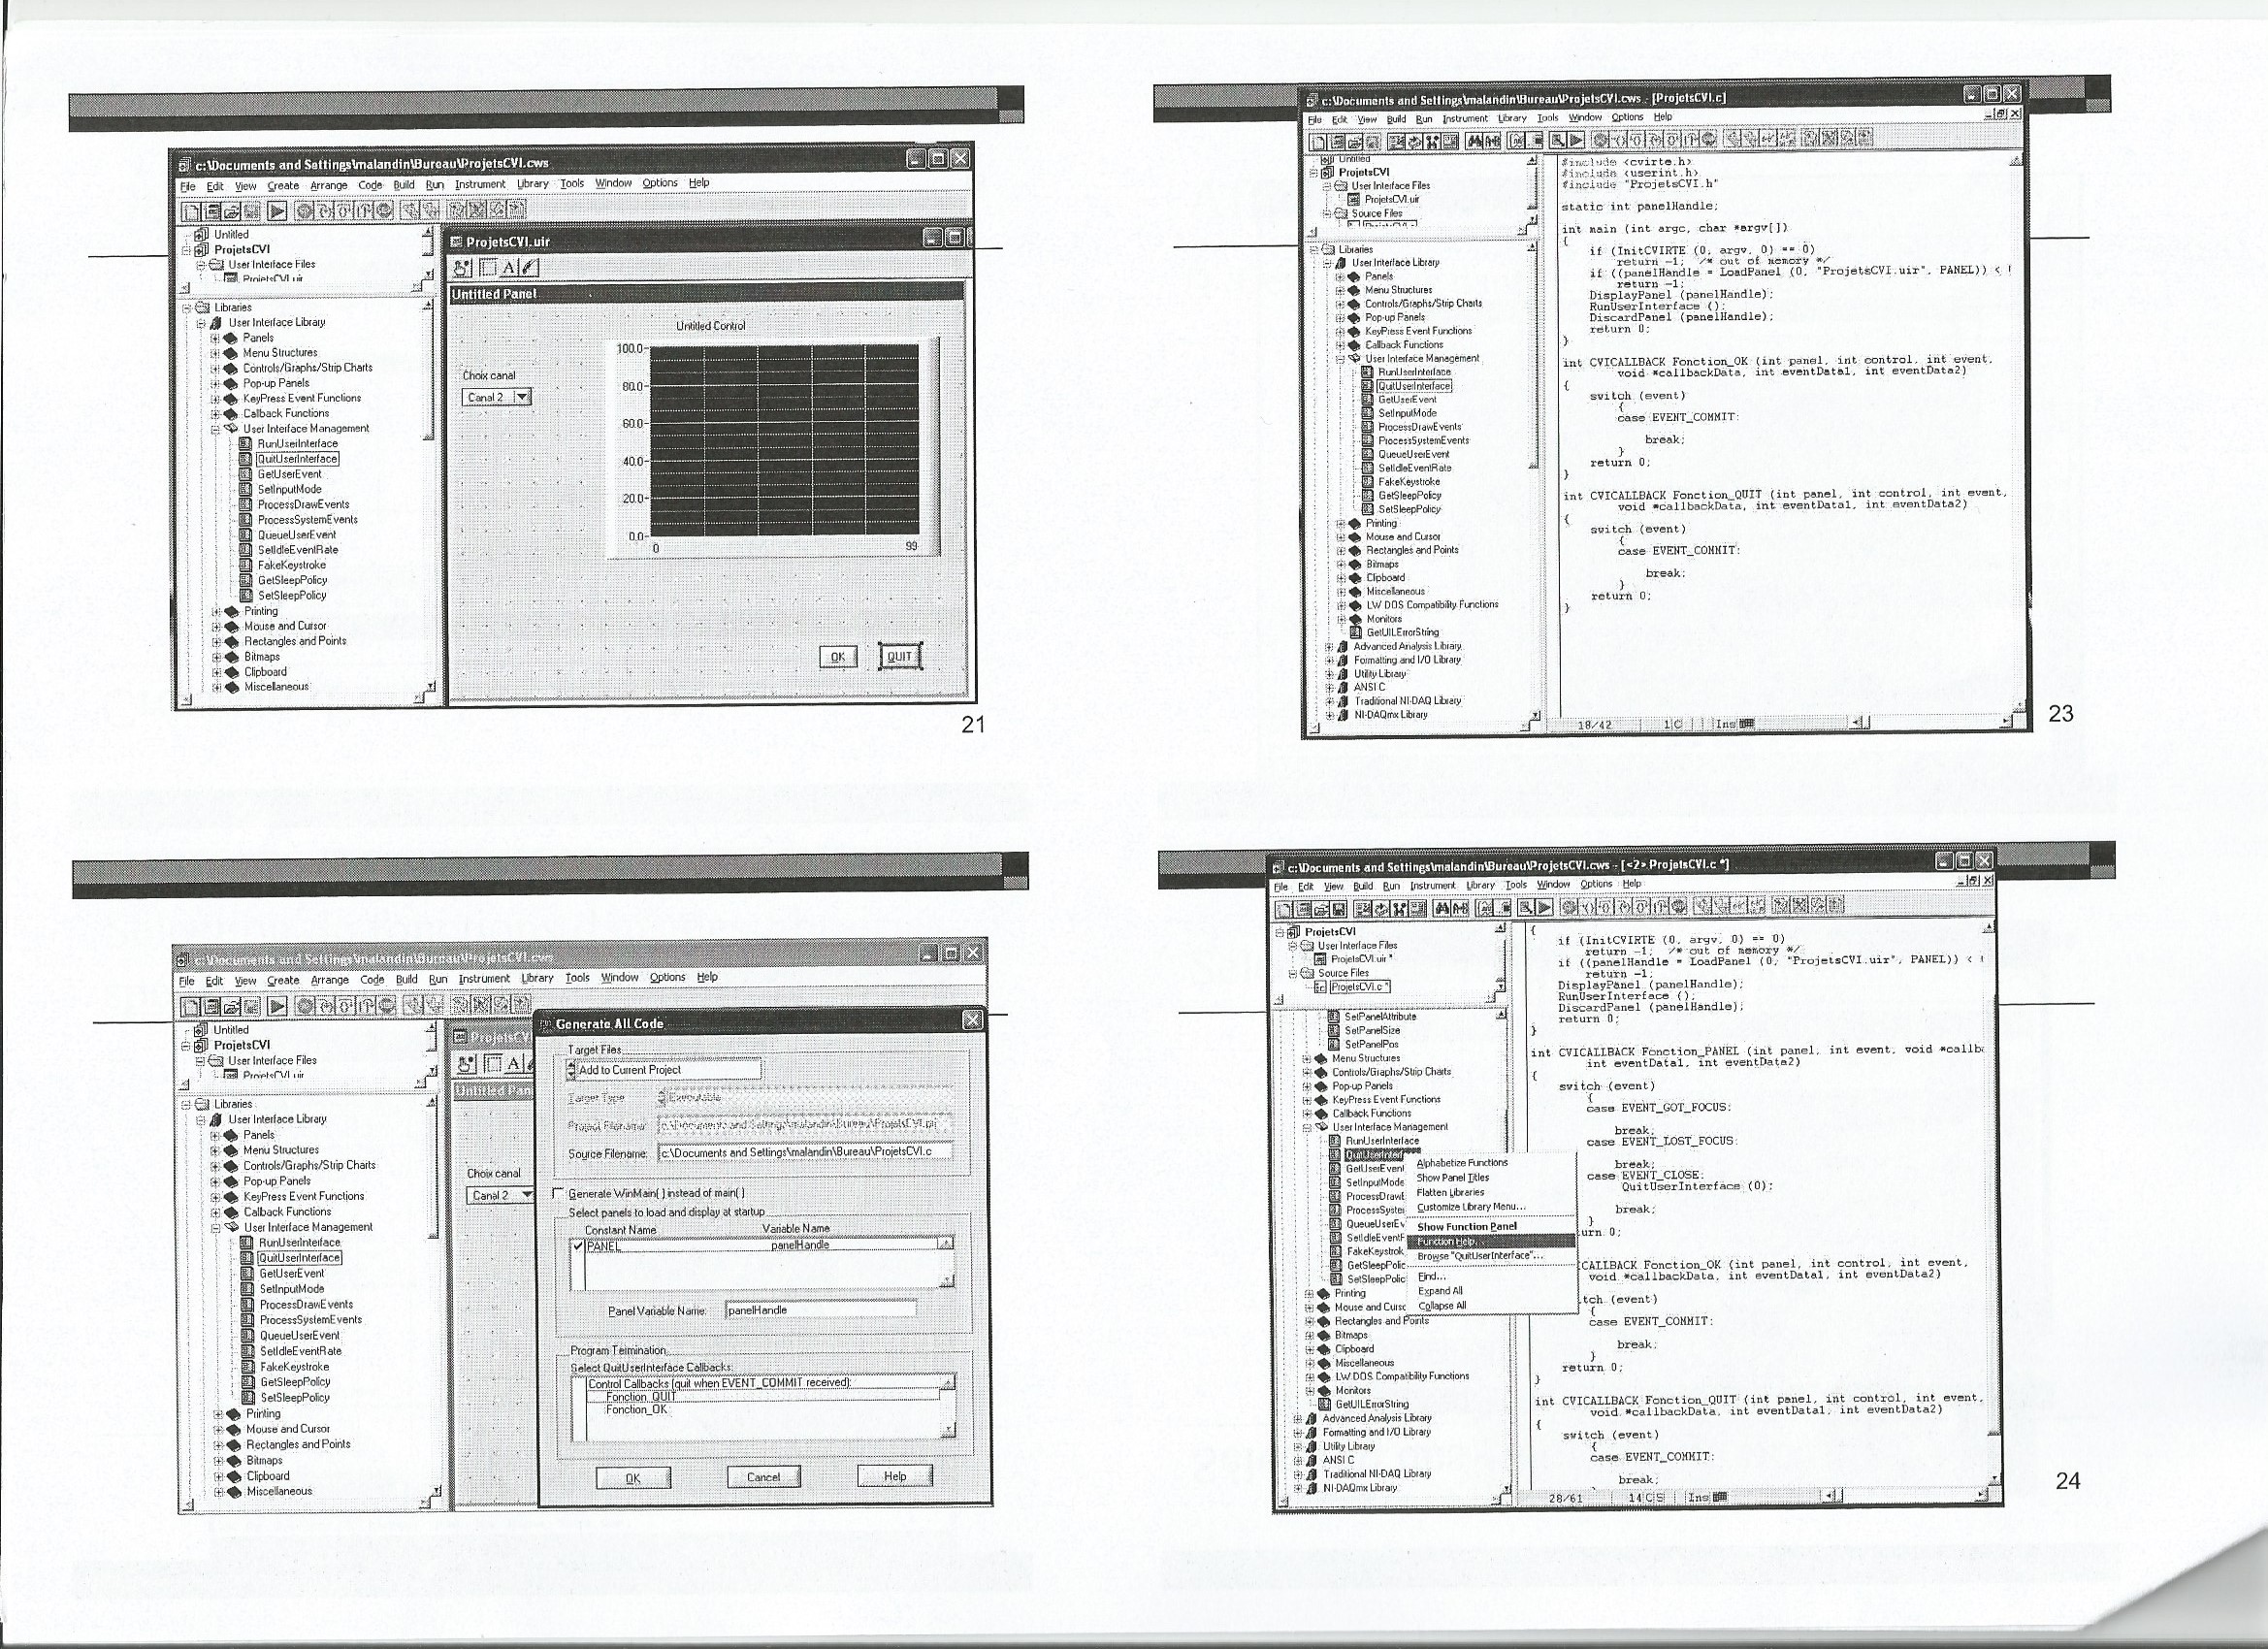 c:\Documents and Settings\malandin\Bureau\ProjetsCVI.cws
File Edit View Create Arrange Code Build Run Instrument Library Tools Window Options Help
Untitled
ProjetsCVI
User Interface Files
ProjetsCVI.uir
Libraries
User Interface Library
Panels
Menu Structures
Controls/Graphs/Strip Charts
Pop-up Panels
KeyPress Event Functions
Callback Functions
User Interface Management
RunUserInterface
QuitUserInterface
GetUserEvent
SetInputMode
ProcessDrawEvents
ProcessSystemEvents
QueueUserEvent
SetIdleEventRate
FakeKeystroke
GetSleepPolicy
SetSleepPolicy
Printing
Mouse and Cursor
Rectangles and Points
Bitmaps
Clipboard
Miscellaneous
ProjetsCVI.uir
Untitled Panel
Untitled Control
Choix canal
Canal 2
100.0
80.0
60.0
40.0
20.0
0.0
0
99
OK
QUIT
21
c:\Documents and Settings\malandin\Bureau\ProjetsCVI.cws
File Edit View Create Arrange Code Build Run Instrument Library Tools Window Options Help
Untitled
ProjetsCVI
User Interface Files
ProjetsCVI.uir
Libraries
User Interface Library
Panels
Menu Structures
Controls/Graphs/Strip Charts
Pop-up Panels
KeyPress Event Functions
Callback Functions
User Interface Management
RunUserInterface
QuitUserInterface
GetUserEvent
SetInputMode
ProcessDrawEvents
ProcessSystemEvents
QueueUserEvent
SetIdleEventRate
FakeKeystroke
GetSleepPolicy
SetSleepPolicy
Printing
Mouse and Cursor
Rectangles and Points
Bitmaps
Clipboard
Miscellaneous
ProjetsCV
Untitled Pan
Choix canal
Canal 2
Generate All Code
Target Files
Add to Current Project
Target Type Executable
Project Filename: c:\Documents and Settings\malandin\Bureau\ProjetsCVI.prj
Source Filename: c:\Documents and Settings\malandin\Bureau\ProjetsCVI.c
Generate WinMain() instead of main()
Select panels to load and display at startup
Constant Name Variable Name
PANEL panelHandle
Panel Variable Name: panelHandle
Program Termination
Select QuitUserInterface Callbacks:
Control Callbacks (quit when EVENT_COMMIT received):
Fonction_QUIT
Fonction_OK
OK Cancel Help
c:\Documents and Settings\malandin\Bureau\ProjetsCVI.cws - [ProjetsCVI.c]
File Edit View Build Run Instrument Library Tools Window Options Help
Untitled
ProjetsCVI
User Interface Files
ProjetsCVI.uir
Source Files
Libraries
User Interface Library
Panels
Menu Structures
Controls/Graphs/Strip Charts
Pop-up Panels
KeyPress Event Functions
Callback Functions
User Interface Management
RunUserInterface
QuitUserInterface
GetUserEvent
SetInputMode
ProcessDrawEvents
ProcessSystemEvents
QueueUserEvent
SetIdleEventRate
FakeKeystroke
GetSleepPolicy
SetSleepPolicy
Printing
Mouse and Cursor
Rectangles and Points
Bitmaps
Clipboard
Miscellaneous
LW DOS Compatibility Functions
Monitors
GetUILErrorString
Advanced Analysis Library
Formatting and I/O Library
Utility Library
ANSI C
Traditional NI-DAQ Library
NI-DAQmx Library
#include <cvirte.h>
#include <userint.h>
#include "ProjetsCVI.h"
static int panelHandle;
int main (int argc, char *argv[])
{
if (InitCVIRTE (0, argv, 0) == 0)
return -1; /* out of memory */
if ((panelHandle = LoadPanel (0, "ProjetsCVI.uir", PANEL)) <
return -1;
DisplayPanel (panelHandle);
RunUserInterface ();
DiscardPanel (panelHandle);
return 0;
}
int CVICALLBACK Fonction_OK (int panel, int control, int event,
void *callbackData, int eventData1, int eventData2)
{
switch (event)
{
case EVENT_COMMIT:
break;
}
return 0;
}
int CVICALLBACK Fonction_QUIT (int panel, int control, int event,
void *callbackData, int eventData1, int eventData2)
{
switch (event)
{
case EVENT_COMMIT:
break;
}
return 0;
}
18/42 1 C Ins
23
c:\Documents and Settings\malandin\Bureau\ProjetsCVI.cws - [<2> ProjetsCVI.c *]
File Edit View Build Run Instrument Library Tools Window Options Help
ProjetsCVI
User Interface Files
ProjetsCVI.uir *
Source Files
ProjetsCVI.c *
SetPanelAttribute
SetPanelSize
SetPanelPos
Menu Structures
Controls/Graphs/Strip Charts
Pop-up Panels
KeyPress Event Functions
Callback Functions
User Interface Management
RunUserInterface
QuitUserInterf
GetUserEvent
SetInputMode
ProcessDrawE
ProcessSyster
QueueUserEv
SetIdleEventF
FakeKeystrok
GetSleepPolic
SetSleepPolic
Printing
Mouse and Curso
Rectangles and Points
Bitmaps
Clipboard
Miscellaneous
LW DOS Compatibility Functions
Monitors
GetUILErrorString
Advanced Analysis Library
Formatting and I/O Library
Utility Library
ANSI C
Traditional NI-DAQ Library
NI-DAQmx Library
Alphabetize Functions
Show Panel Titles
Flatten Libraries
Customize Library Menu...
Show Function Panel
Function Help...
Browse "QuitUserInterface"...
Find...
Expand All
Collapse All
{
if (InitCVIRTE (0, argv, 0) == 0)
return -1; /* out of memory */
if ((panelHandle = LoadPanel (0, "ProjetsCVI.uir", PANEL)) <
return -1;
DisplayPanel (panelHandle);
RunUserInterface ();
DiscardPanel (panelHandle);
return 0;
}
int CVICALLBACK Fonction_PANEL (int panel, int event, void *callb
int eventData1, int eventData2)
{
switch (event)
{
case EVENT_GOT_FOCUS:
break;
case EVENT_LOST_FOCUS:
break;
case EVENT_CLOSE:
QuitUserInterface (0);
break;
}
urn 0;
CALLBACK Fonction_OK (int panel, int control, int event,
void *callbackData, int eventData1, int eventData2)
tch (event)
{
case EVENT_COMMIT:
break;
}
return 0;
}
int CVICALLBACK Fonction_QUIT (int panel, int control, int event,
void *callbackData, int eventData1, int eventData2)
{
switch (event)
{
case EVENT_COMMIT:
break;
28/61 14 C S Ins
24